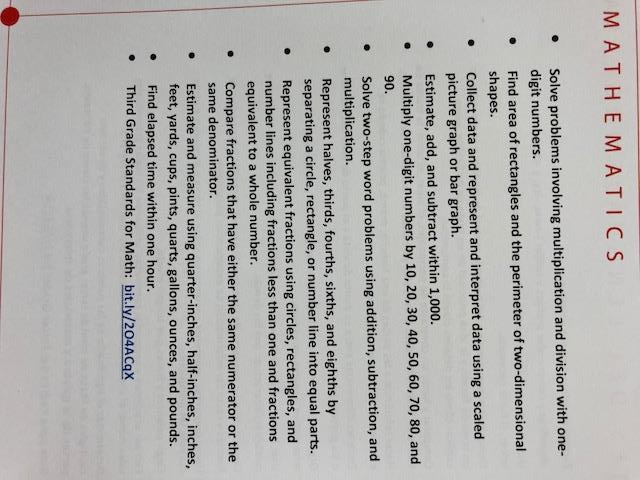 MATHEMATICS
• Solve problems involving multiplication and division with one-
digit numbers.
• Find area of rectangles and the perimeter of two-dimensional
shapes.
• Collect data and represent and interpret data using a scaled
picture graph or bar graph.
• Estimate, add, and subtract within 1,000.
• Multiply one-digit numbers by 10, 20, 30, 40, 50, 60, 70, 80, and
90.
• Solve two-step word problems using addition, subtraction, and
multiplication.
• Represent halves, thirds, fourths, sixths, and eighths by
separating a circle, rectangle, or number line into equal parts.
• Represent equivalent fractions using circles, rectangles, and
number lines including fractions less than one and fractions
equivalent to a whole number.
• Compare fractions that have either the same numerator or the
same denominator.
• Estimate and measure using quarter-inches, half-inches, inches,
feet, yards, cups, pints, quarts, gallons, ounces, and pounds.
• Find elapsed time within one hour.
• Third Grade Standards for Math: bit.ly/2O4ACqX